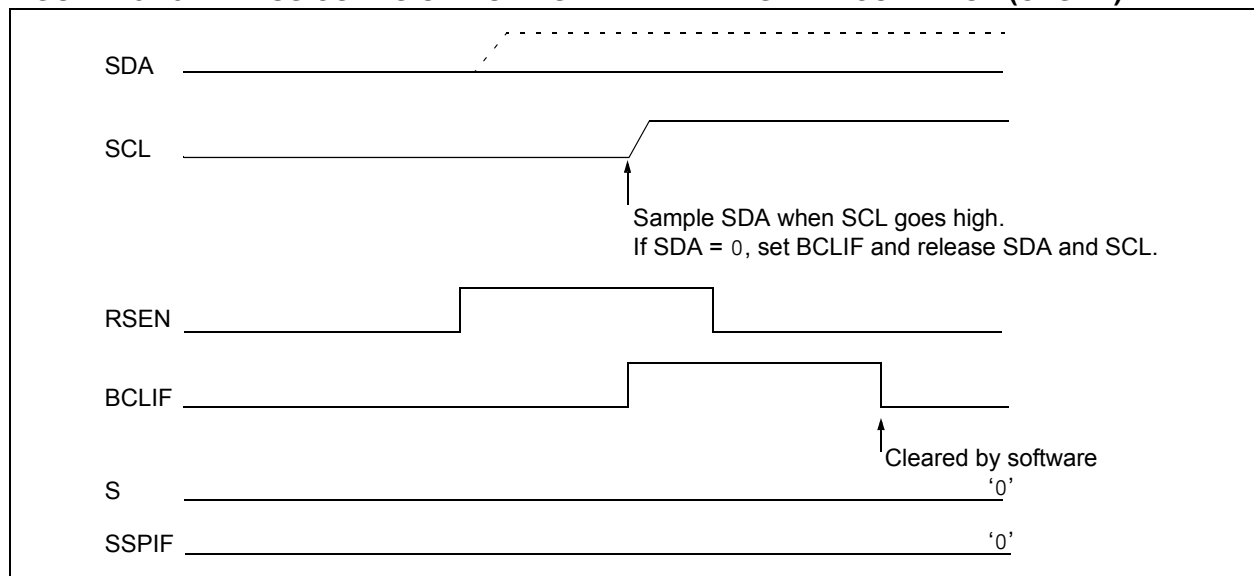 SDA
SCL
Sample SDA when SCL goes high.
If SDA = 0, set BCLIF and release SDA and SCL.
RSEN
BCLIF
Cleared by software
S
'0'
SSPIF
'0'